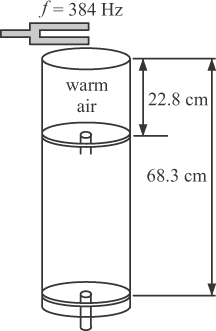 f = 384 Hz
warm
air
22.8 cm
68.3 cm